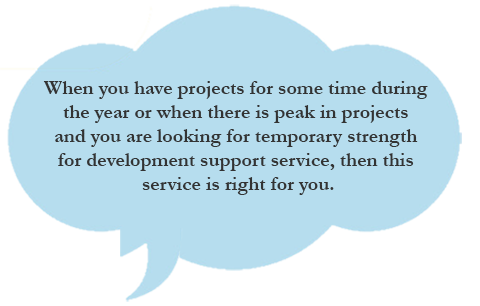 When you have projects for some time during
the year or when there is peak in projects
and you are looking for temporary strength
for development support service, then this
service is right for you.